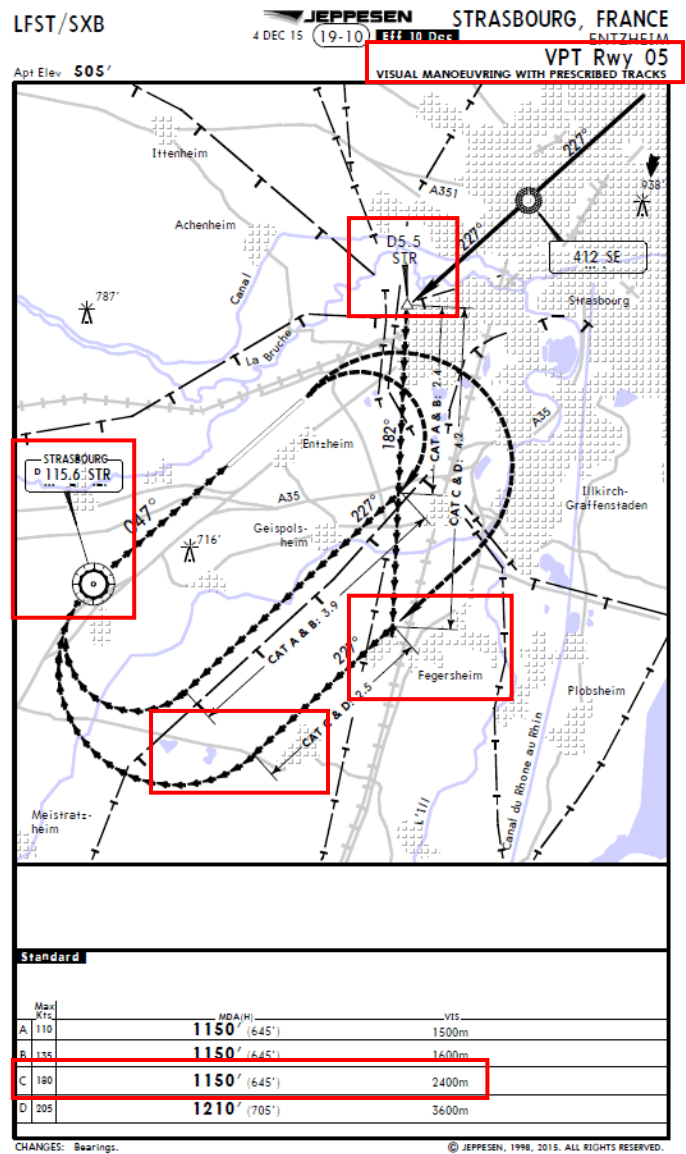 LFST/SXB
JEPPESEN
STRASBOURG, FRANCE
4 DEC 15
19-10
Eff 10 Dec
ENTZHEIM
Apt Elev 505'
VPT Rwy 05
VISUAL MANOEUVRING WITH PRESCRIBED TRACKS
227°
Ittenheim
A351
938'
Achenheim
D5.5
STR
227°
412 SE
Canal
Strasbourg
787'
La Bruche
CAT A & B: 2.4
CAT C & D: 4.2
182°
A35
Entzheim
STRASBOURG
D 115.6 STR
047°
A35
227°
Illkirch-
Graffenstaden
Geispols-
heim
716'
CAT A & B: 3.9
227°
Fegersheim
CAT C & D: 2.5
Plobsheim
Meistratz-
heim
L'Ill
Canal du Rhone au Rhin
Standard
Max
Kts
MDA(H)
VIS
A 110 1150' (645') 1500m
B 135 1150' (645') 1600m
C 180 1150' (645') 2400m
D 205 1210' (705') 3600m
CHANGES: Bearings.
© JEPPESEN, 1998, 2015. ALL RIGHTS RESERVED.